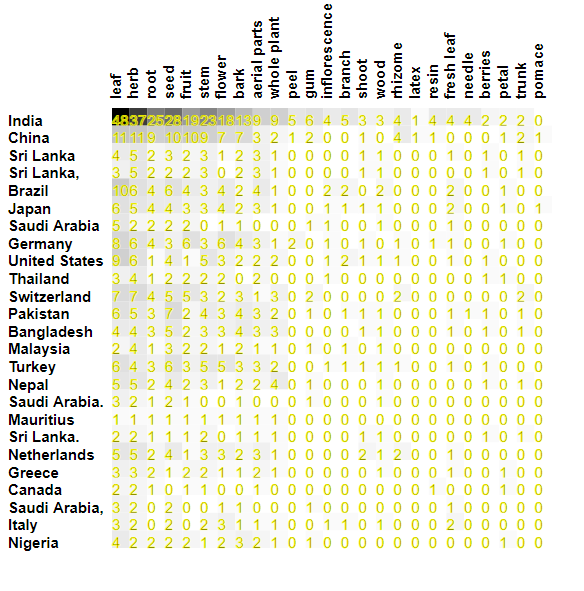 leaf herb root seed fruit stem flower bark aerial parts whole plant peel gum inflorescence branch shoot wood rhizome latex resin fresh leaf needle berries petal trunk pomace
India 48 37 25 28 19 23 18 13 9 9 5 6 4 5 3 3 4 1 4 4 4 2 2 2 0
China 11 11 9 10 10 9 7 7 3 2 1 2 0 0 1 0 4 1 1 0 0 0 1 2 1
Sri Lanka 4 5 2 3 2 3 1 2 3 1 0 0 0 0 1 1 0 0 0 1 0 1 0 1 0
Sri Lanka, 3 5 2 2 2 3 0 2 3 1 0 0 0 0 1 1 0 0 0 0 0 1 0 1 0
Brazil 10 6 4 6 4 3 4 2 4 1 0 0 2 2 0 2 0 0 0 2 0 0 1 0 0
Japan 6 5 4 4 3 3 4 2 3 1 0 0 1 1 1 1 0 0 0 2 0 0 1 0 1
Saudi Arabia 5 2 2 2 2 0 1 1 2 0 0 1 1 0 1 0 0 0 0 1 0 0 0 0 0
Germany 8 6 4 3 6 3 6 4 3 1 2 0 1 0 1 0 1 0 1 1 0 0 1 0 0
United States 9 6 1 4 1 5 3 2 2 2 0 0 1 2 1 1 0 0 0 1 0 1 0 1 0
Thailand 3 4 1 2 2 2 0 2 0 0 0 1 0 0 0 0 0 0 0 0 0 1 0 0 0
Switzerland 7 7 4 5 5 3 2 3 1 3 0 2 0 0 0 0 2 0 0 0 0 0 0 2 0
Pakistan 6 5 3 7 2 4 3 4 3 2 0 1 0 1 1 0 0 0 0 1 1 1 1 0 0
Bangladesh 4 4 3 5 2 3 3 4 3 3 0 0 0 0 1 1 0 0 0 0 0 1 0 1 0
Malaysia 2 4 1 3 2 2 1 2 1 1 0 1 0 1 0 1 0 0 0 0 0 0 0 0 0
Turkey 6 4 3 6 3 5 5 3 3 2 0 0 1 1 1 1 1 0 0 1 0 0 1 0 0
Nepal 5 5 2 4 2 3 1 2 2 4 0 1 0 0 0 1 1 0 0 0 0 1 0 1 0
Saudi Arabia. 3 2 1 2 1 0 0 1 0 0 0 1 0 0 0 0 0 0 0 0 0 0 0 0 0
Mauritius 1 1 1 1 1 1 1 1 1 1 0 0 0 0 0 0 0 0 0 0 0 0 0 0 0
Sri Lanka. 2 2 1 1 1 2 0 1 1 1 0 0 0 0 1 1 0 0 0 0 0 1 0 1 0
Netherlands 5 5 2 4 1 3 3 2 3 1 0 0 0 0 2 1 2 0 0 1 0 0 0 0 0
Greece 3 3 2 1 2 2 1 1 2 1 0 0 0 0 0 0 0 0 0 0 0 0 1 0 0
Canada 2 2 1 0 1 1 0 0 1 0 0 0 0 0 0 0 0 0 1 0 0 0 0 0 0
Saudi Arabia, 3 2 0 2 0 0 1 1 0 0 0 1 0 0 0 0 0 0 0 0 0 0 0 0 0
Italy 3 2 0 2 0 2 3 1 1 1 0 0 1 1 0 1 0 0 0 2 0 0 0 0 0
Nigeria 4 2 2 2 2 1 2 3 2 1 0 1 0 0 0 0 0 0 0 0 0 0 1 0 0